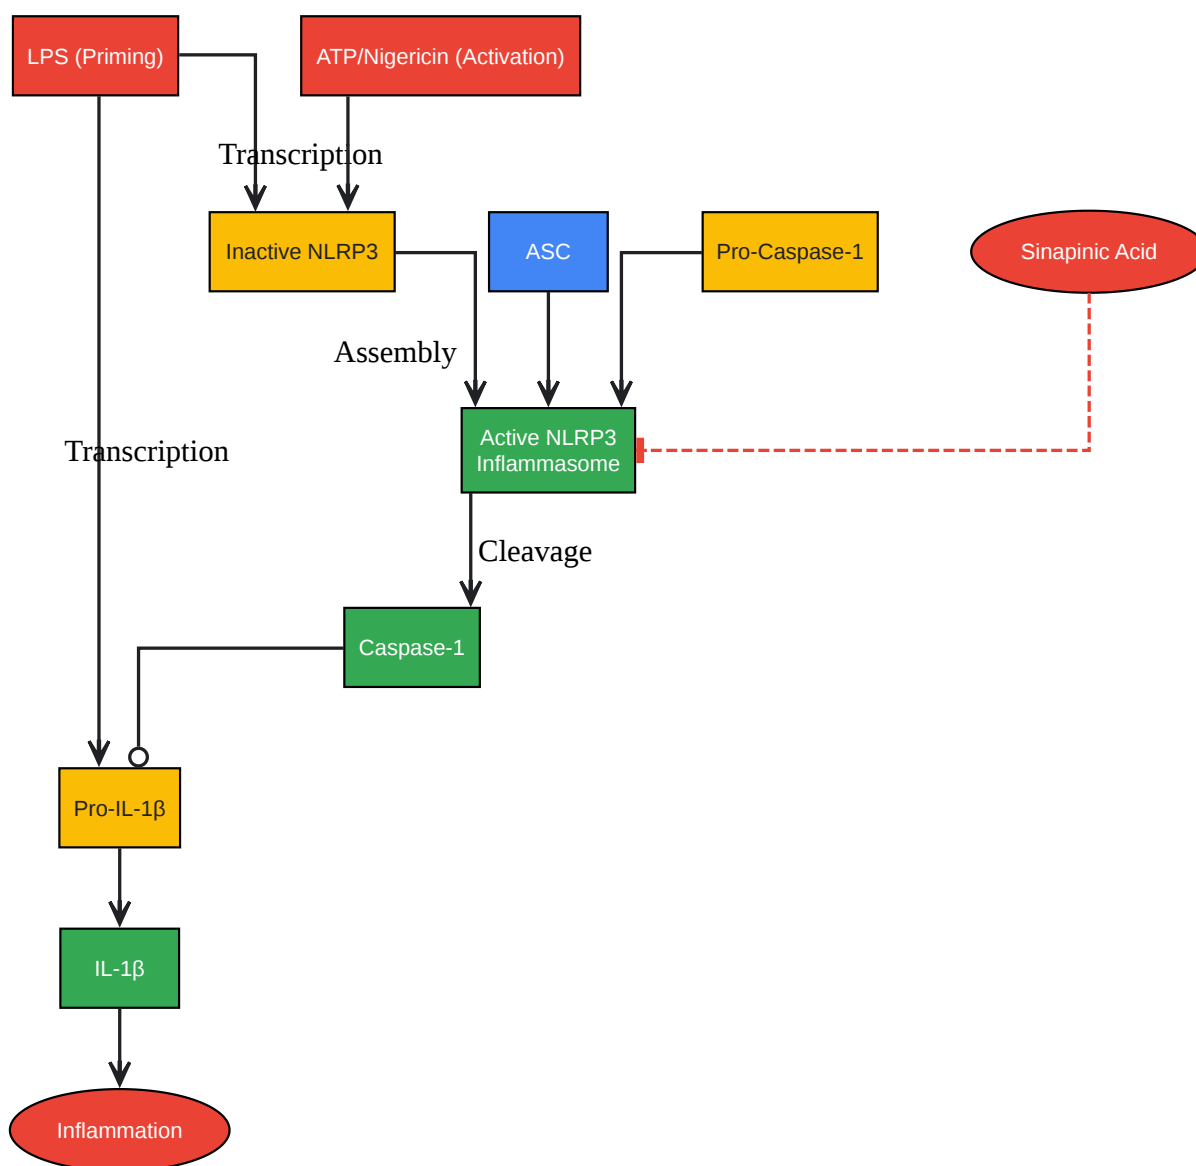 LPS (Priming)
ATP/Nigericin (Activation)
Transcription
Inactive NLRP3
ASC
Pro-Caspase-1
Sinapinic Acid
Assembly
Active NLRP3
Inflammasome
Transcription
Cleavage
Caspase-1
Pro-IL-1β
IL-1β
Inflammation